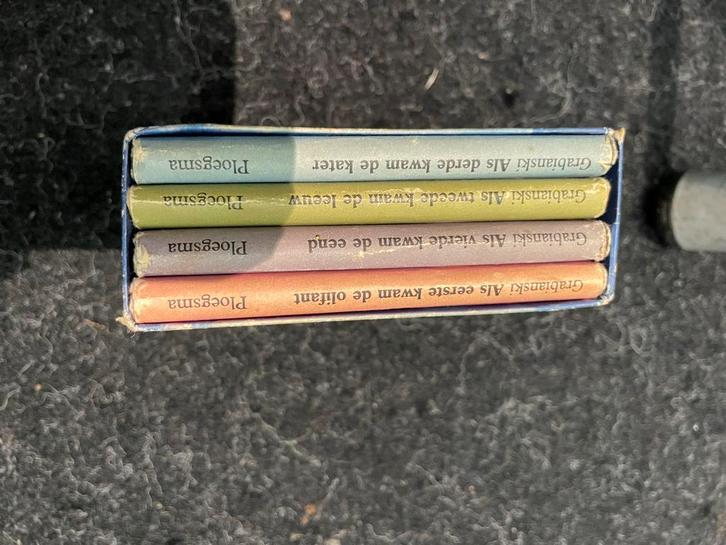 Grabianski Als eerste kwam de olifant Ploegsma
Grabianski Als vierde kwam de eend Ploegsma
Grabianski Als tweede kwam de leeuw Ploegsma
Grabianski Als derde kwam de kater Ploegsma